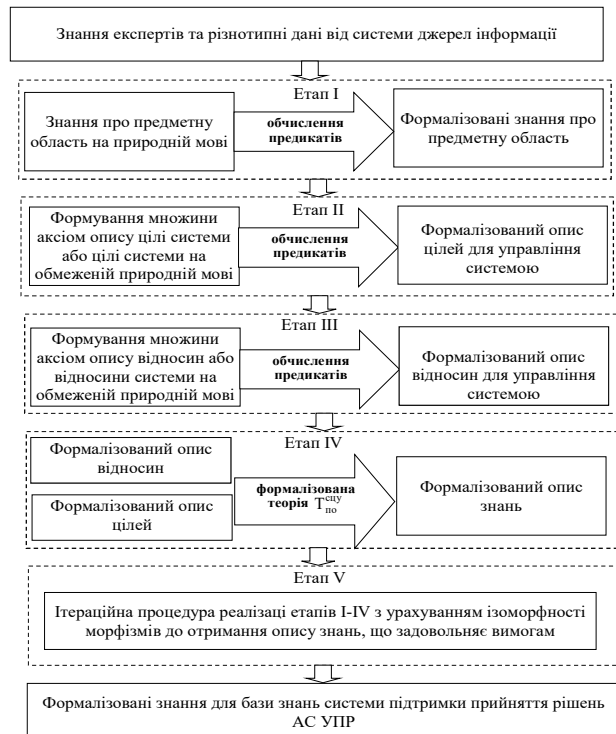 Знання експертів та різнотипні дані від системи джерел інформації
Етап I
Знання про предметну
область на природній мові
обчислення
предикатів
Формалізовані знання про
предметну область
Етап II
Формування множини
аксіом опису цілі системи
або цілі системи на
обмеженій природній мові
обчислення
предикатів
Формалізований опис
цілей для управління
системою
Етап III
Формування множини
аксіом опису відносин або
відносини системи на
обмеженій природній мові
обчислення
предикатів
Формалізований опис
відносин для управління
системою
Етап IV
Формалізований опис
відносин
Формалізований опис
цілей
формалізована
теорія Tпо^сцу
Формалізований опис
знань
Етап V
Ітераційна процедура реалізаці етапів I-IV з урахуванням ізоморфності
морфізмів до отримання опису знань, що задовольняє вимогам
Формалізовані знання для бази знань системи підтримки прийняття рішень
АС УПР